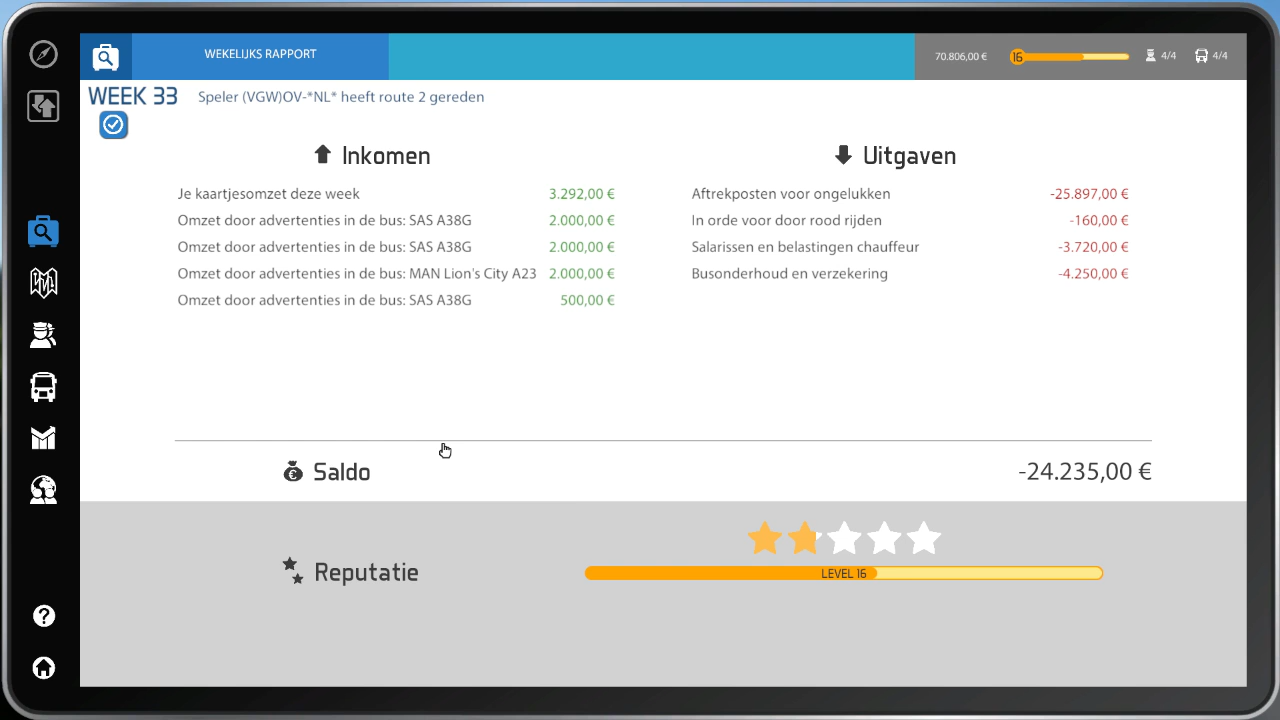 WEKELIJKS RAPPORT
70.806,00 €
16
4/4
4/4
WEEK 33
Speler (VGW)OV-*NL* heeft route 2 gereden
Inkomen
Uitgaven
Je kaartjesomzet deze week 3.292,00 €
Aftrekposten voor ongelukken -25.897,00 €
Omzet door advertenties in de bus: SAS A38G 2.000,00 €
In orde voor door rood rijden -160,00 €
Omzet door advertenties in de bus: SAS A38G 2.000,00 €
Salarissen en belastingen chauffeur -3.720,00 €
Omzet door advertenties in de bus: MAN Lion's City A23 2.000,00 €
Busonderhoud en verzekering -4.250,00 €
Omzet door advertenties in de bus: SAS A38G 500,00 €
Saldo -24.235,00 €
Reputatie
LEVEL 16